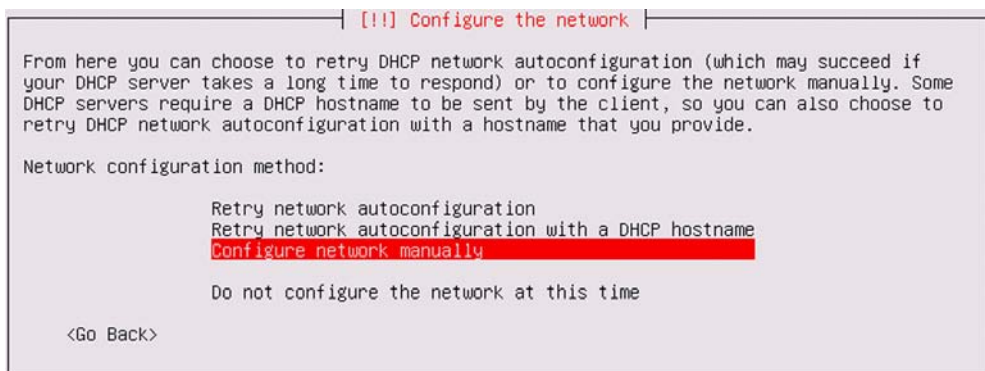 [!!] Configure the network
From here you can choose to retry DHCP network autoconfiguration (which may succeed if
your DHCP server takes a long time to respond) or to configure the network manually. Some
DHCP servers require a DHCP hostname to be sent by the client, so you can also choose to
retry DHCP network autoconfiguration with a hostname that you provide.
Network configuration method:
Retry network autoconfiguration
Retry network autoconfiguration with a DHCP hostname
Configure network manually
Do not configure the network at this time
<Go Back>